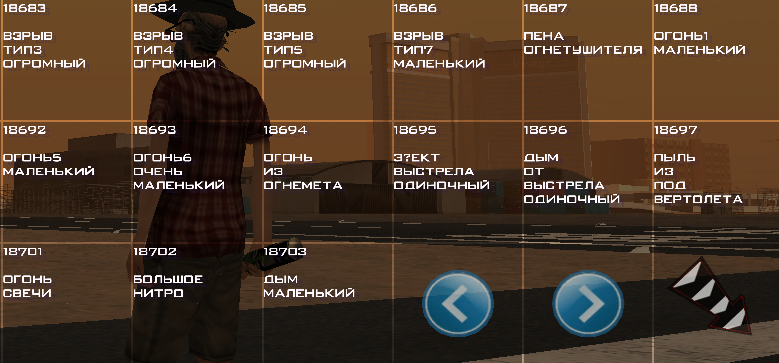 18683
ВЗРЫВ
ТИП3
ОГРОМНЫЙ
18684
ВЗРЫВ
ТИП4
ОГРОМНЫЙ
18685
ВЗРЫВ
ТИП5
ОГРОМНЫЙ
18686
ВЗРЫВ
ТИП7
МАЛЕНЬКИЙ
18687
ПЕНА
ОГНЕТУШИТЕЛЯ
18688
ОГОНЬ1
МАЛЕНЬКИЙ
18692
ОГОНЬ5
МАЛЕНЬКИЙ
18693
ОГОНЬ6
ОЧЕНЬ
МАЛЕНЬКИЙ
18694
ОГОНЬ
ИЗ
ОГНЕМЕТА
18695
Э?ЕКТ
ВЫСТРЕЛА
ОДИНОЧНЫЙ
18696
ДЫМ
ОТ
ВЫСТРЕЛА
ОДИНОЧНЫЙ
18697
ПЫЛЬ
ИЗ
ПОД
ВЕРТОЛЕТА
18701
ОГОНЬ
СВЕЧИ
18702
БОЛЬШОЕ
НИТРО
18703
ДЫМ
МАЛЕНЬКИЙ